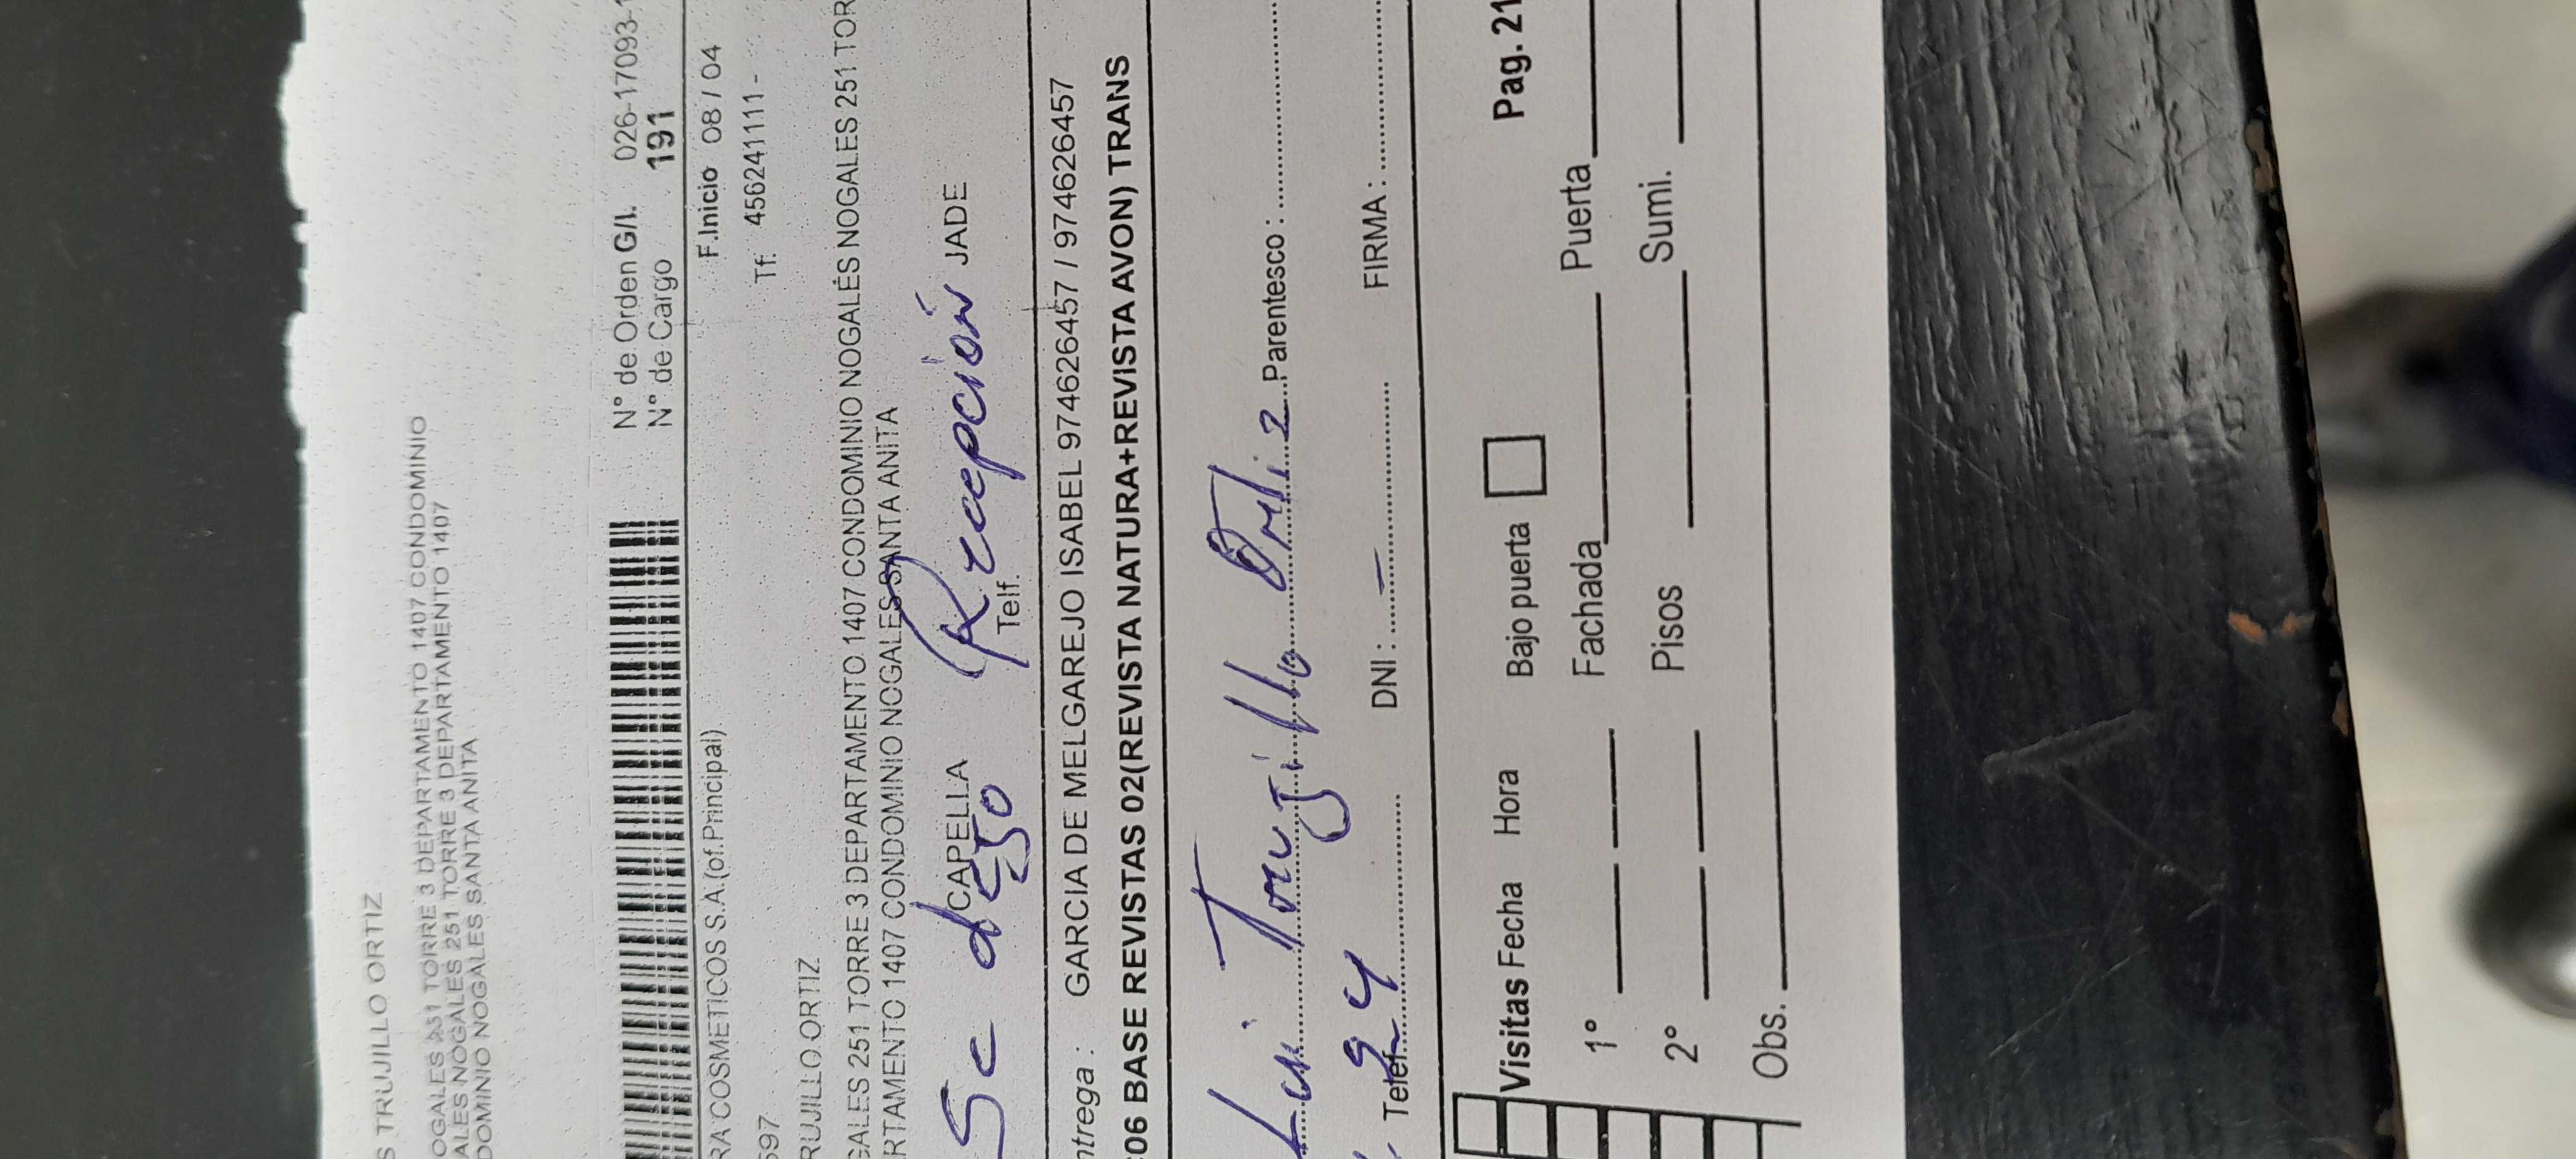 S TRUJILLO ORTIZ
OGALES 251 TORRE 3 DEPARTAMENTO 1407 CONDOMINIO
ALES NOGALES 251 TORRE 3 DEPARTAMENTO 1407
DOMINIO NOGALES SANTA ANITA
N° de Orden G/I. 026-17093-1
N° de Cargo 191
RA COSMETICOS S.A.(of.Principal) F.Inicio 08 / 04
597 Tf. 456241111 -
RUJILLO ORTIZ
GALES 251 TORRE 3 DEPARTAMENTO 1407 CONDOMINIO NOGALES NOGALES 251 TOR
RTAMENTO 1407 CONDOMINIO NOGALES SANTA ANITA
CAPELLA JADE
Se dejo Recepción
Telf.
ntrega : GARCIA DE MELGAREJO ISABEL 974626457 / 974626457
06 BASE REVISTAS 02(REVISTA NATURA+REVISTA AVON) TRANS
Trujillo Ortiz Parentesco :
24
Telef. DNI : - FIRMA :
Visitas Fecha Hora Bajo puerta Pag. 21
1° Fachada Puerta
2° Pisos Sumi.
Obs.